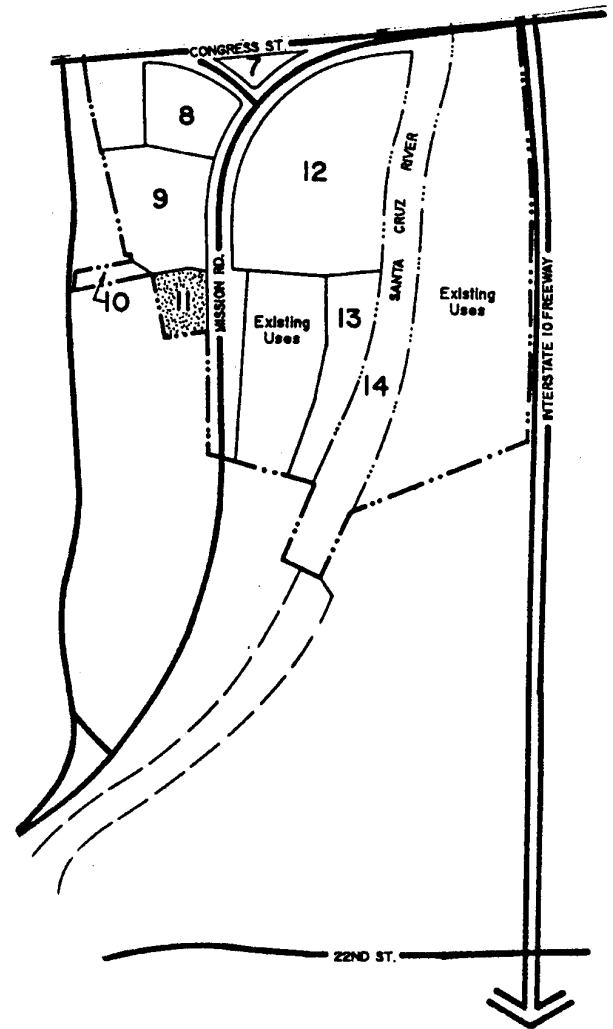 CONGRESS ST.
7
8
12
9
SANTA CRUZ RIVER
10
11
MISSION RD.
Existing
Uses
13
Existing
Uses
14
INTERSTATE 10 FREEWAY
22ND ST.